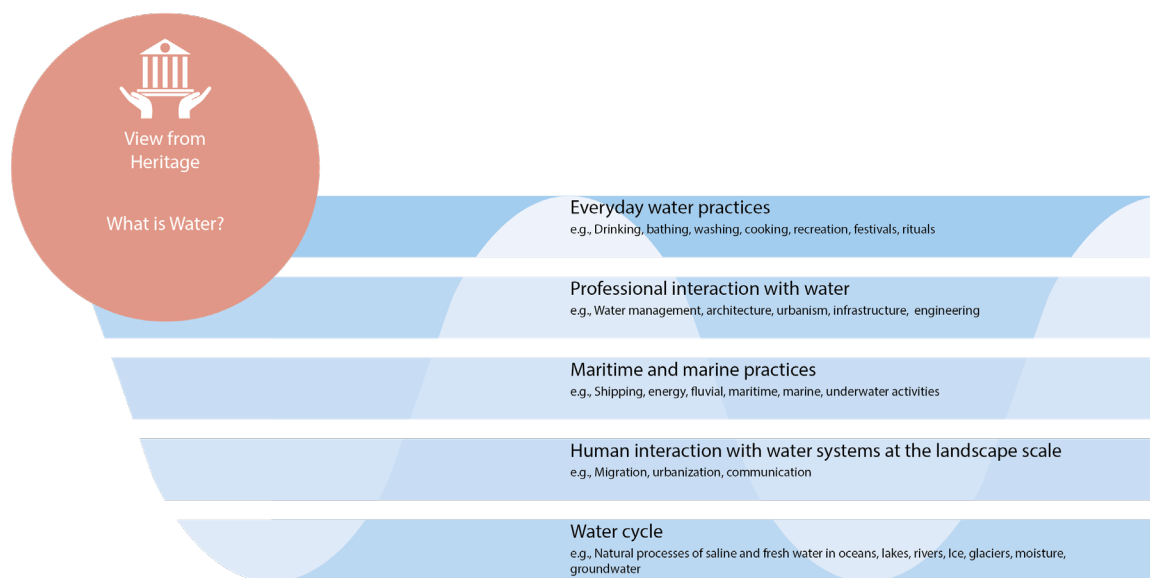 View from
Heritage
What is Water?
Everyday water practices
e.g., Drinking, bathing, washing, cooking, recreation, festivals, rituals
Professional interaction with water
e.g., Water management, architecture, urbanism, infrastructure, engineering
Maritime and marine practices
e.g., Shipping, energy, fluvial, maritime, marine, underwater activities
Human interaction with water systems at the landscape scale
e.g., Migration, urbanization, communication
Water cycle
e.g., Natural processes of saline and fresh water in oceans, lakes, rivers, Ice, glaciers, moisture,
groundwater